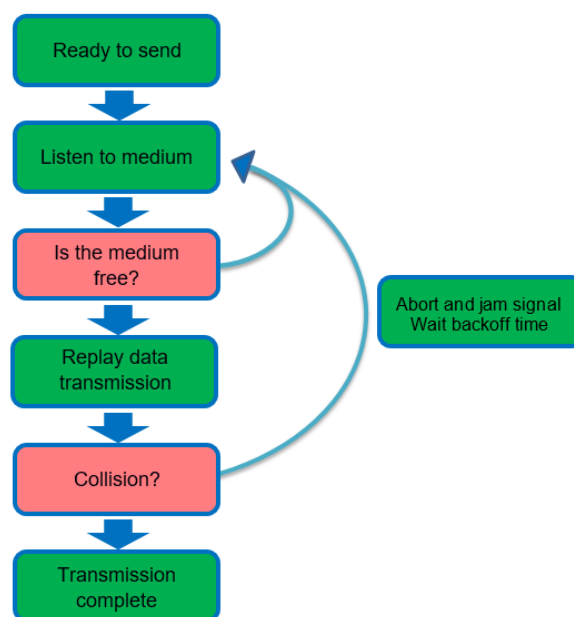 Ready to send
Listen to medium
Is the medium
free?
Abort and jam signal
Wait backoff time
Replay data
transmission
Collision?
Transmission
complete